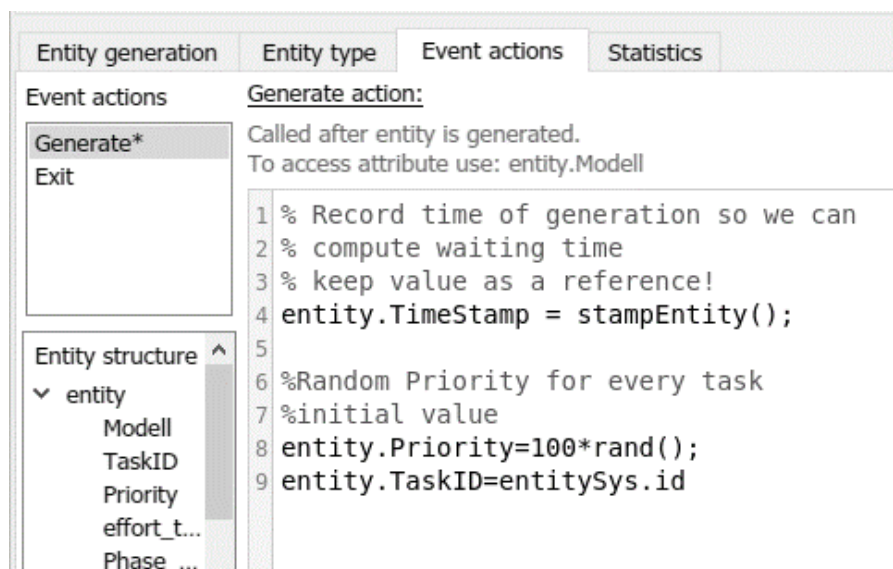 Entity generation Entity type Event actions Statistics
Event actions
Generate*
Exit
Entity structure
entity
Modell
TaskID
Priority
effort_t...
Phase_...
Generate action:
Called after entity is generated.
To access attribute use: entity.Modell
1 % Record time of generation so we can
2 % compute waiting time
3 % keep value as a reference!
4 entity.TimeStamp = stampEntity();
5
6 %Random Priority for every task
7 %initial value
8 entity.Priority=100*rand();
9 entity.TaskID=entitySys.id